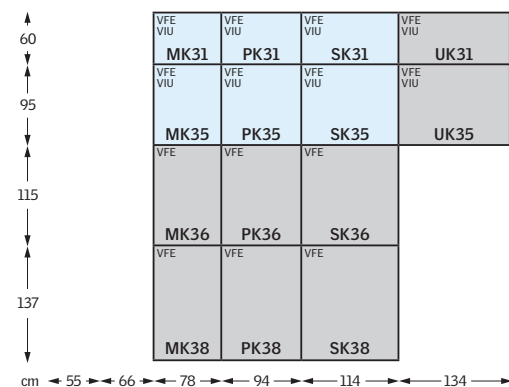 60
VFE VFE VFE VFE
VIU VIU VIU VIU
MK31 PK31 SK31 UK31
95
VFE VFE VFE VFE
VIU VIU VIU VIU
MK35 PK35 SK35 UK35
115
VFE VFE VFE
MK36 PK36 SK36
137
VFE VFE VFE
MK38 PK38 SK38
cm 55 66 78 94 114 134